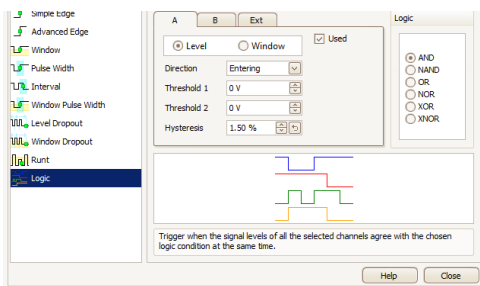 Simple Edge
Advanced Edge
Window
Pulse Width
Interval
Window Pulse Width
Level Dropout
Window Dropout
Runt
Logic
A B Ext
Level Window Used
Direction Entering
Threshold 1 0 V
Threshold 2 0 V
Hysteresis 1.50 %
Logic
AND
NAND
OR
NOR
XOR
XNOR
Trigger when the signal levels of all the selected channels agree with the chosen
logic condition at the same time.
Help Close